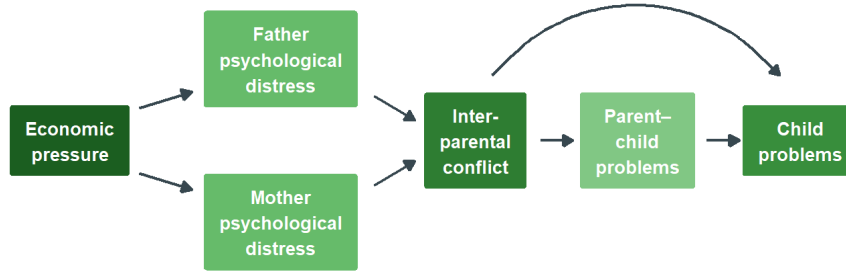 Economic
pressure
Father
psychological
distress
Mother
psychological
distress
Inter-
parental
conflict
Parent–
child
problems
Child
problems